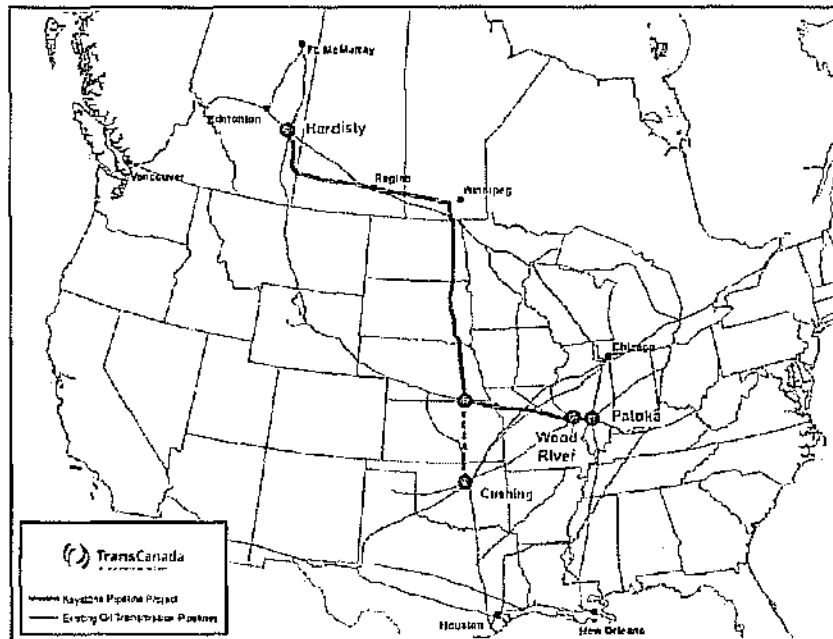 Ft. McMurray
Edmonton
Hardisty
Vancouver
Regina
Winnipeg
Chicago
Patoka
Wood
River
Cushing
TransCanada
Keystone Pipeline Project
Existing Oil Transmission Pipelines
Houston
New Orleans